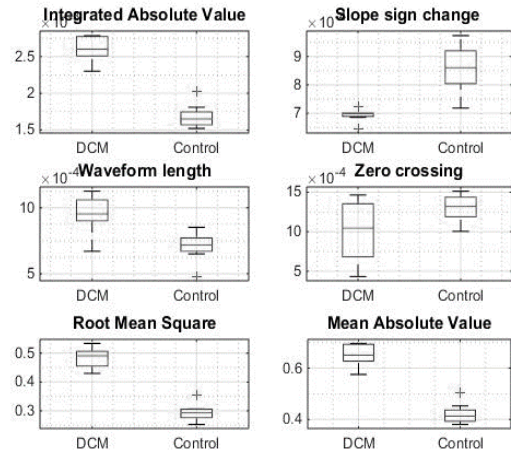 Integrated Absolute Value
2.5
2
1.5
DCM Control
Slope sign change
9
8
7
DCM Control
Waveform length
×10⁻⁴
10
5
DCM Control
Zero crossing
×10⁻⁴
15
10
5
DCM Control
Root Mean Square
0.5
0.4
0.3
DCM Control
Mean Absolute Value
0.6
0.4
DCM Control